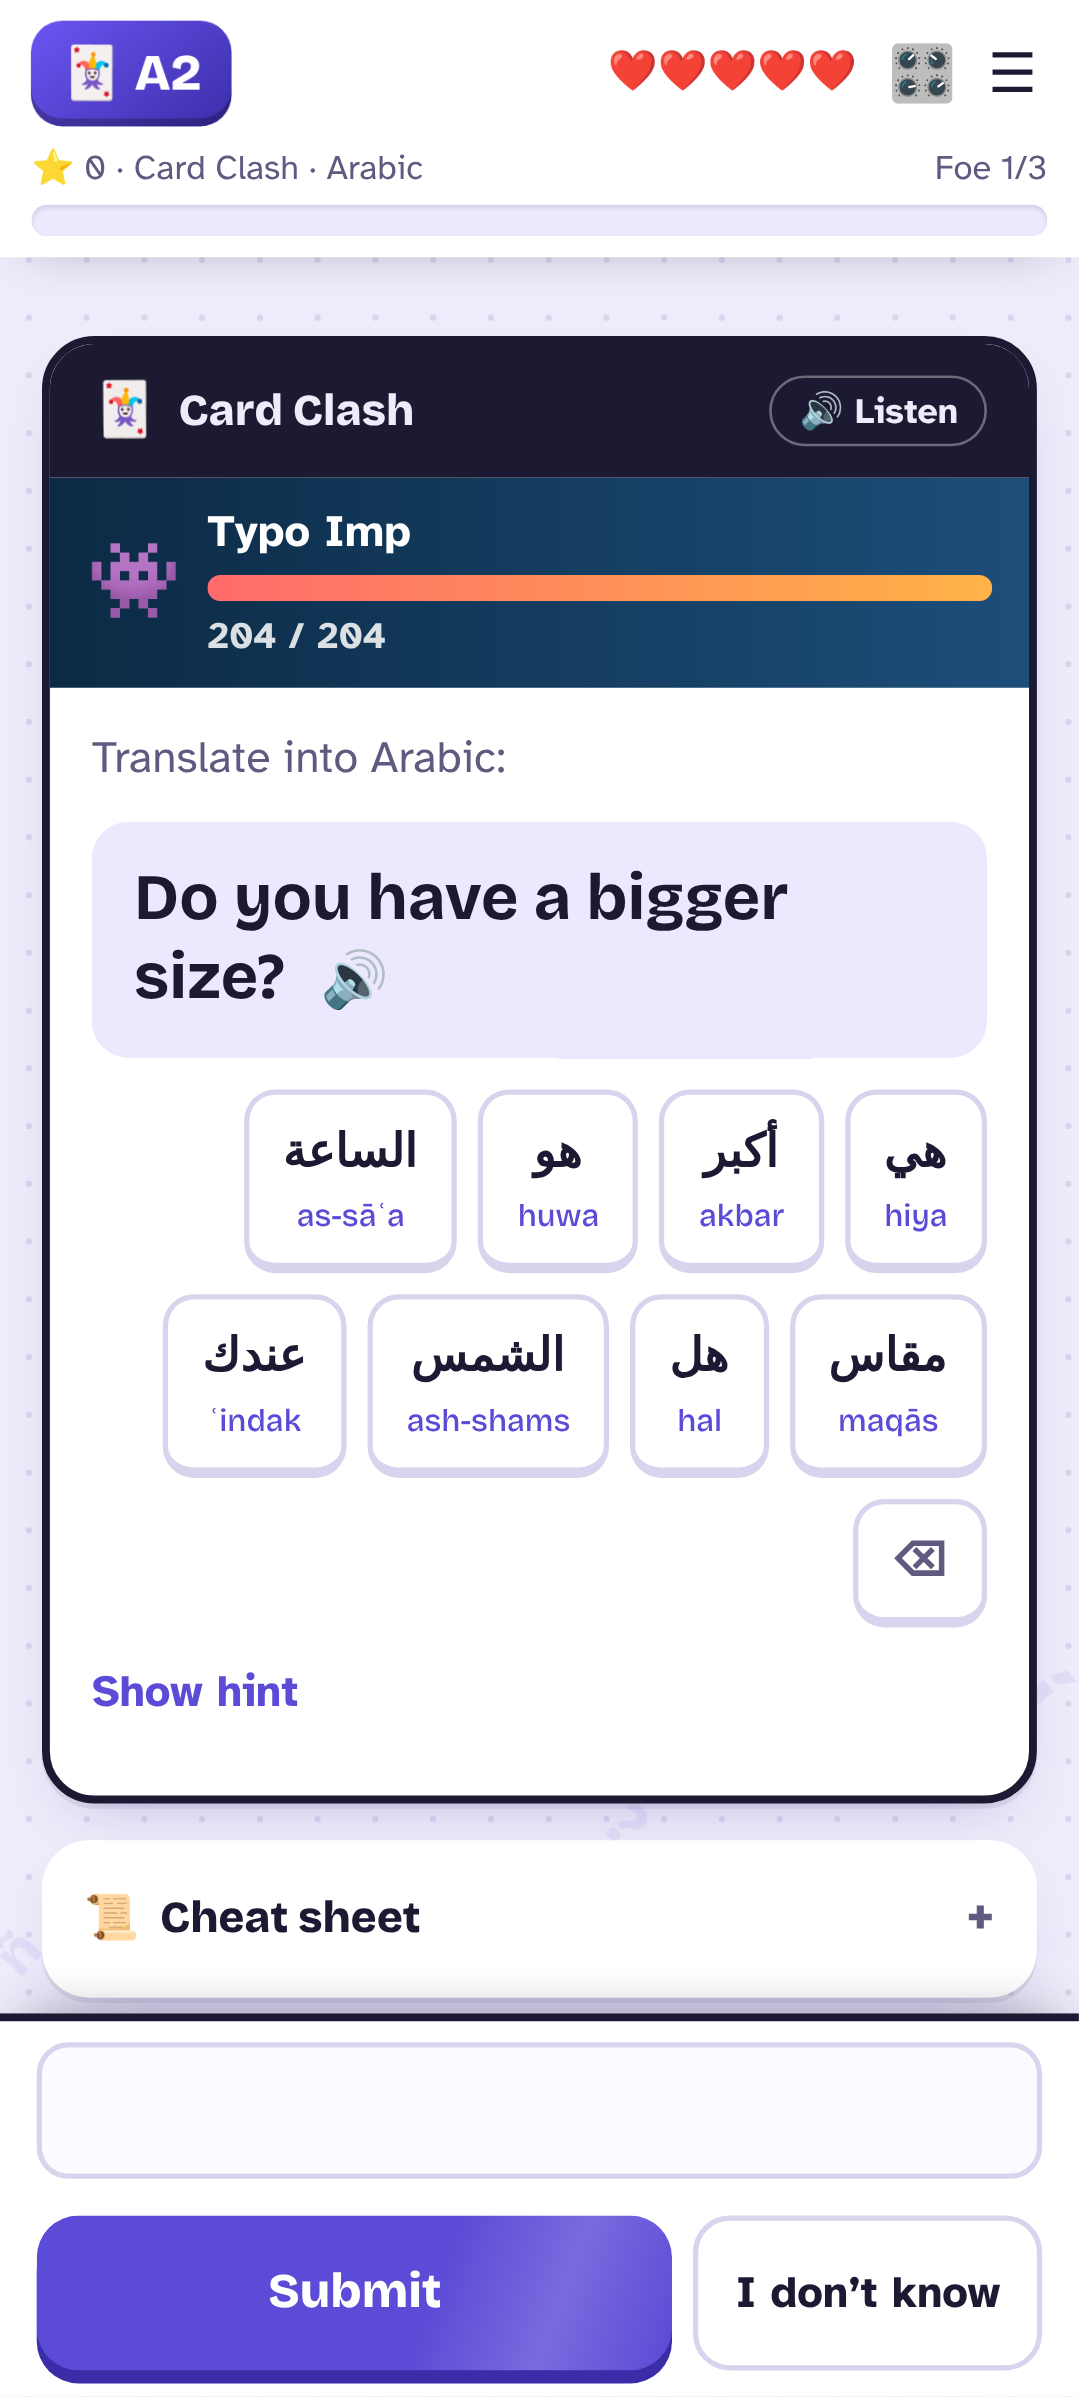 A2
0 · Card Clash · Arabic
Foe 1/3
Card Clash
Listen
Typo Imp
204 / 204
Translate into Arabic:
Do you have a bigger
size?
هي أكبر هو الساعة
hiya akbar huwa as-sāʿa
مقاس هل الشمس عندك
maqās hal ash-shams ʿindak
Show hint
Cheat sheet
+
Submit
I don't know